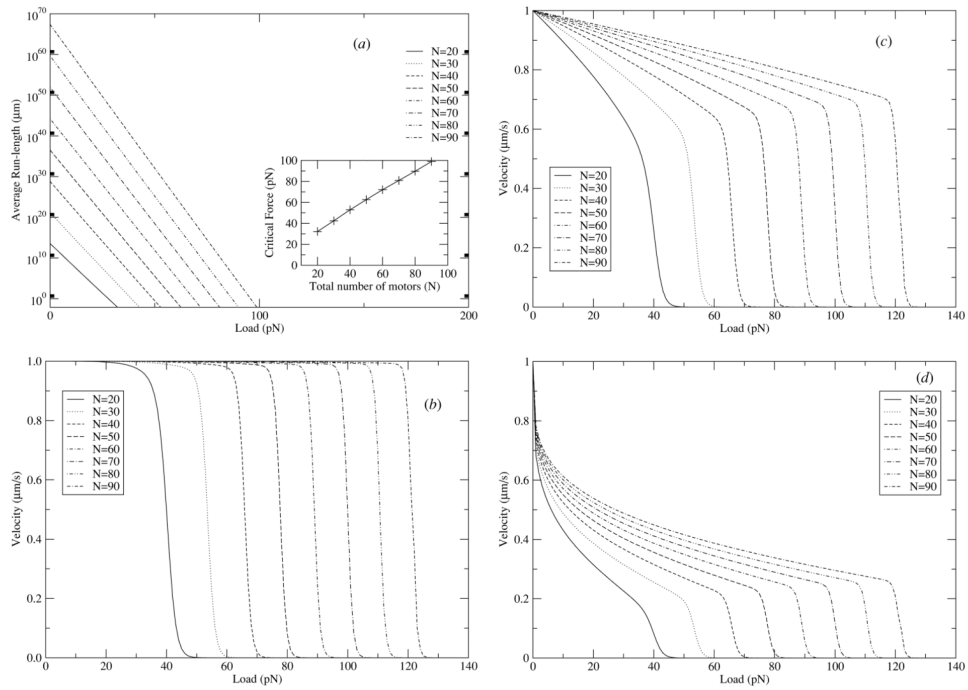 (a)
10^70
10^60
10^50
10^40
10^30
10^20
10^10
10^0
Average Run-length (μm)
0
100
200
Load (pN)
N=20
N=30
N=40
N=50
N=60
N=70
N=80
N=90
100
80
60
40
20
0
Critical Force (pN)
20
40
60
80
100
Total number of motors (N)
(c)
1
0.8
0.6
0.4
0.2
0
Velocity (μm/s)
N=20
N=30
N=40
N=50
N=60
N=70
N=80
N=90
0
20
40
60
80
100
120
140
Load (pN)
(b)
1.0
0.8
0.6
0.4
0.2
0.0
Velocity (μm/s)
N=20
N=30
N=40
N=50
N=60
N=70
N=80
N=90
0
20
40
60
80
100
120
140
Load (pN)
(d)
1
0.8
0.6
0.4
0.2
0
Velocity (μm/s)
N=20
N=30
N=40
N=50
N=60
N=70
N=80
N=90
0
20
40
60
80
100
120
140
Load (pN)